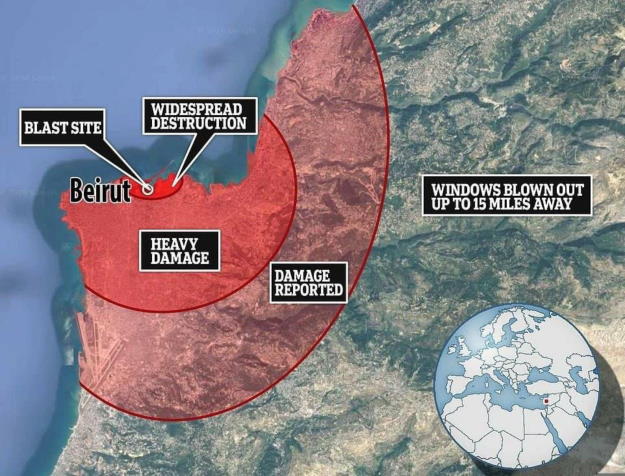 WIDESPREAD
DESTRUCTION
BLAST SITE
Beirut
WINDOWS BLOWN OUT
UP TO 15 MILES AWAY
HEAVY
DAMAGE
DAMAGE
REPORTED